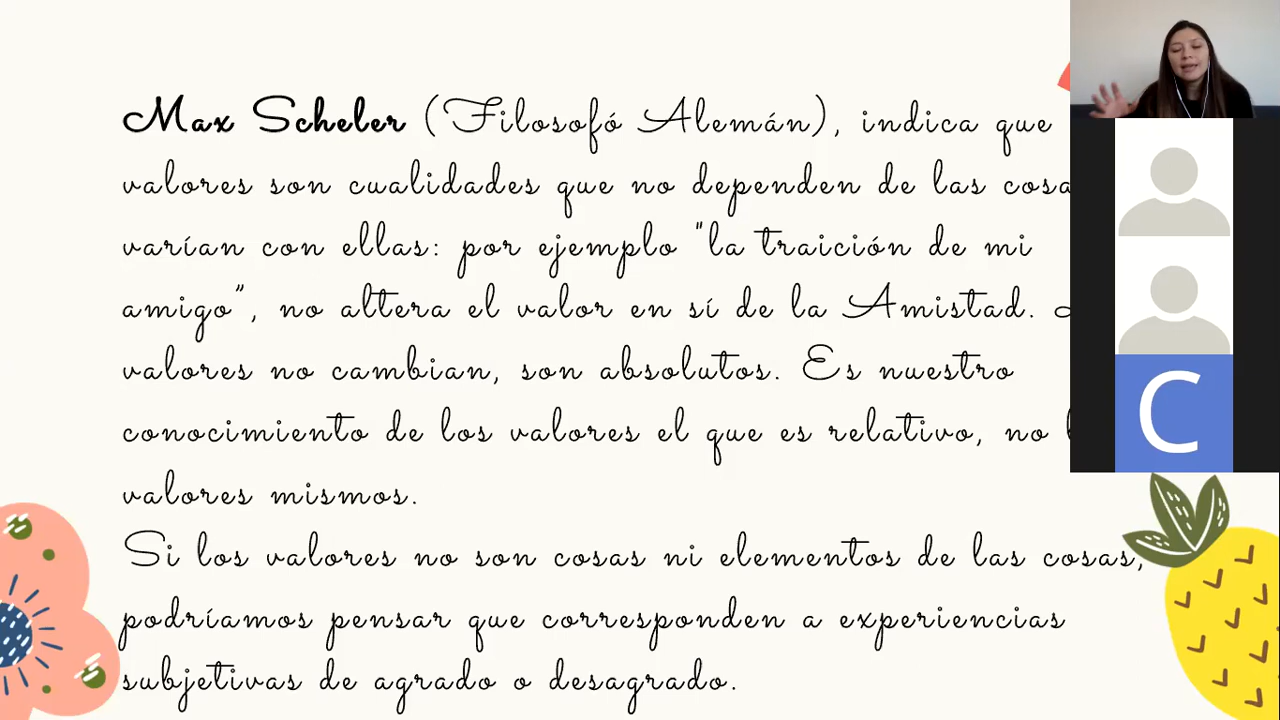 Max Scheler (Filosofó Alemán), indica que
valores son cualidades que no dependen de las
varían con ellas: por ejemplo "la traición de mi
amigo", no altera el valor en sí de la Amistad.
valores no cambian, son absolutos. Es nuestro
conocimiento de los valores el que es relativo, no
valores mismos.
Si los valores no son cosas ni elementos de las cosas,
podríamos pensar que corresponden a experiencias
subjetivas de agrado o desagrado.
C